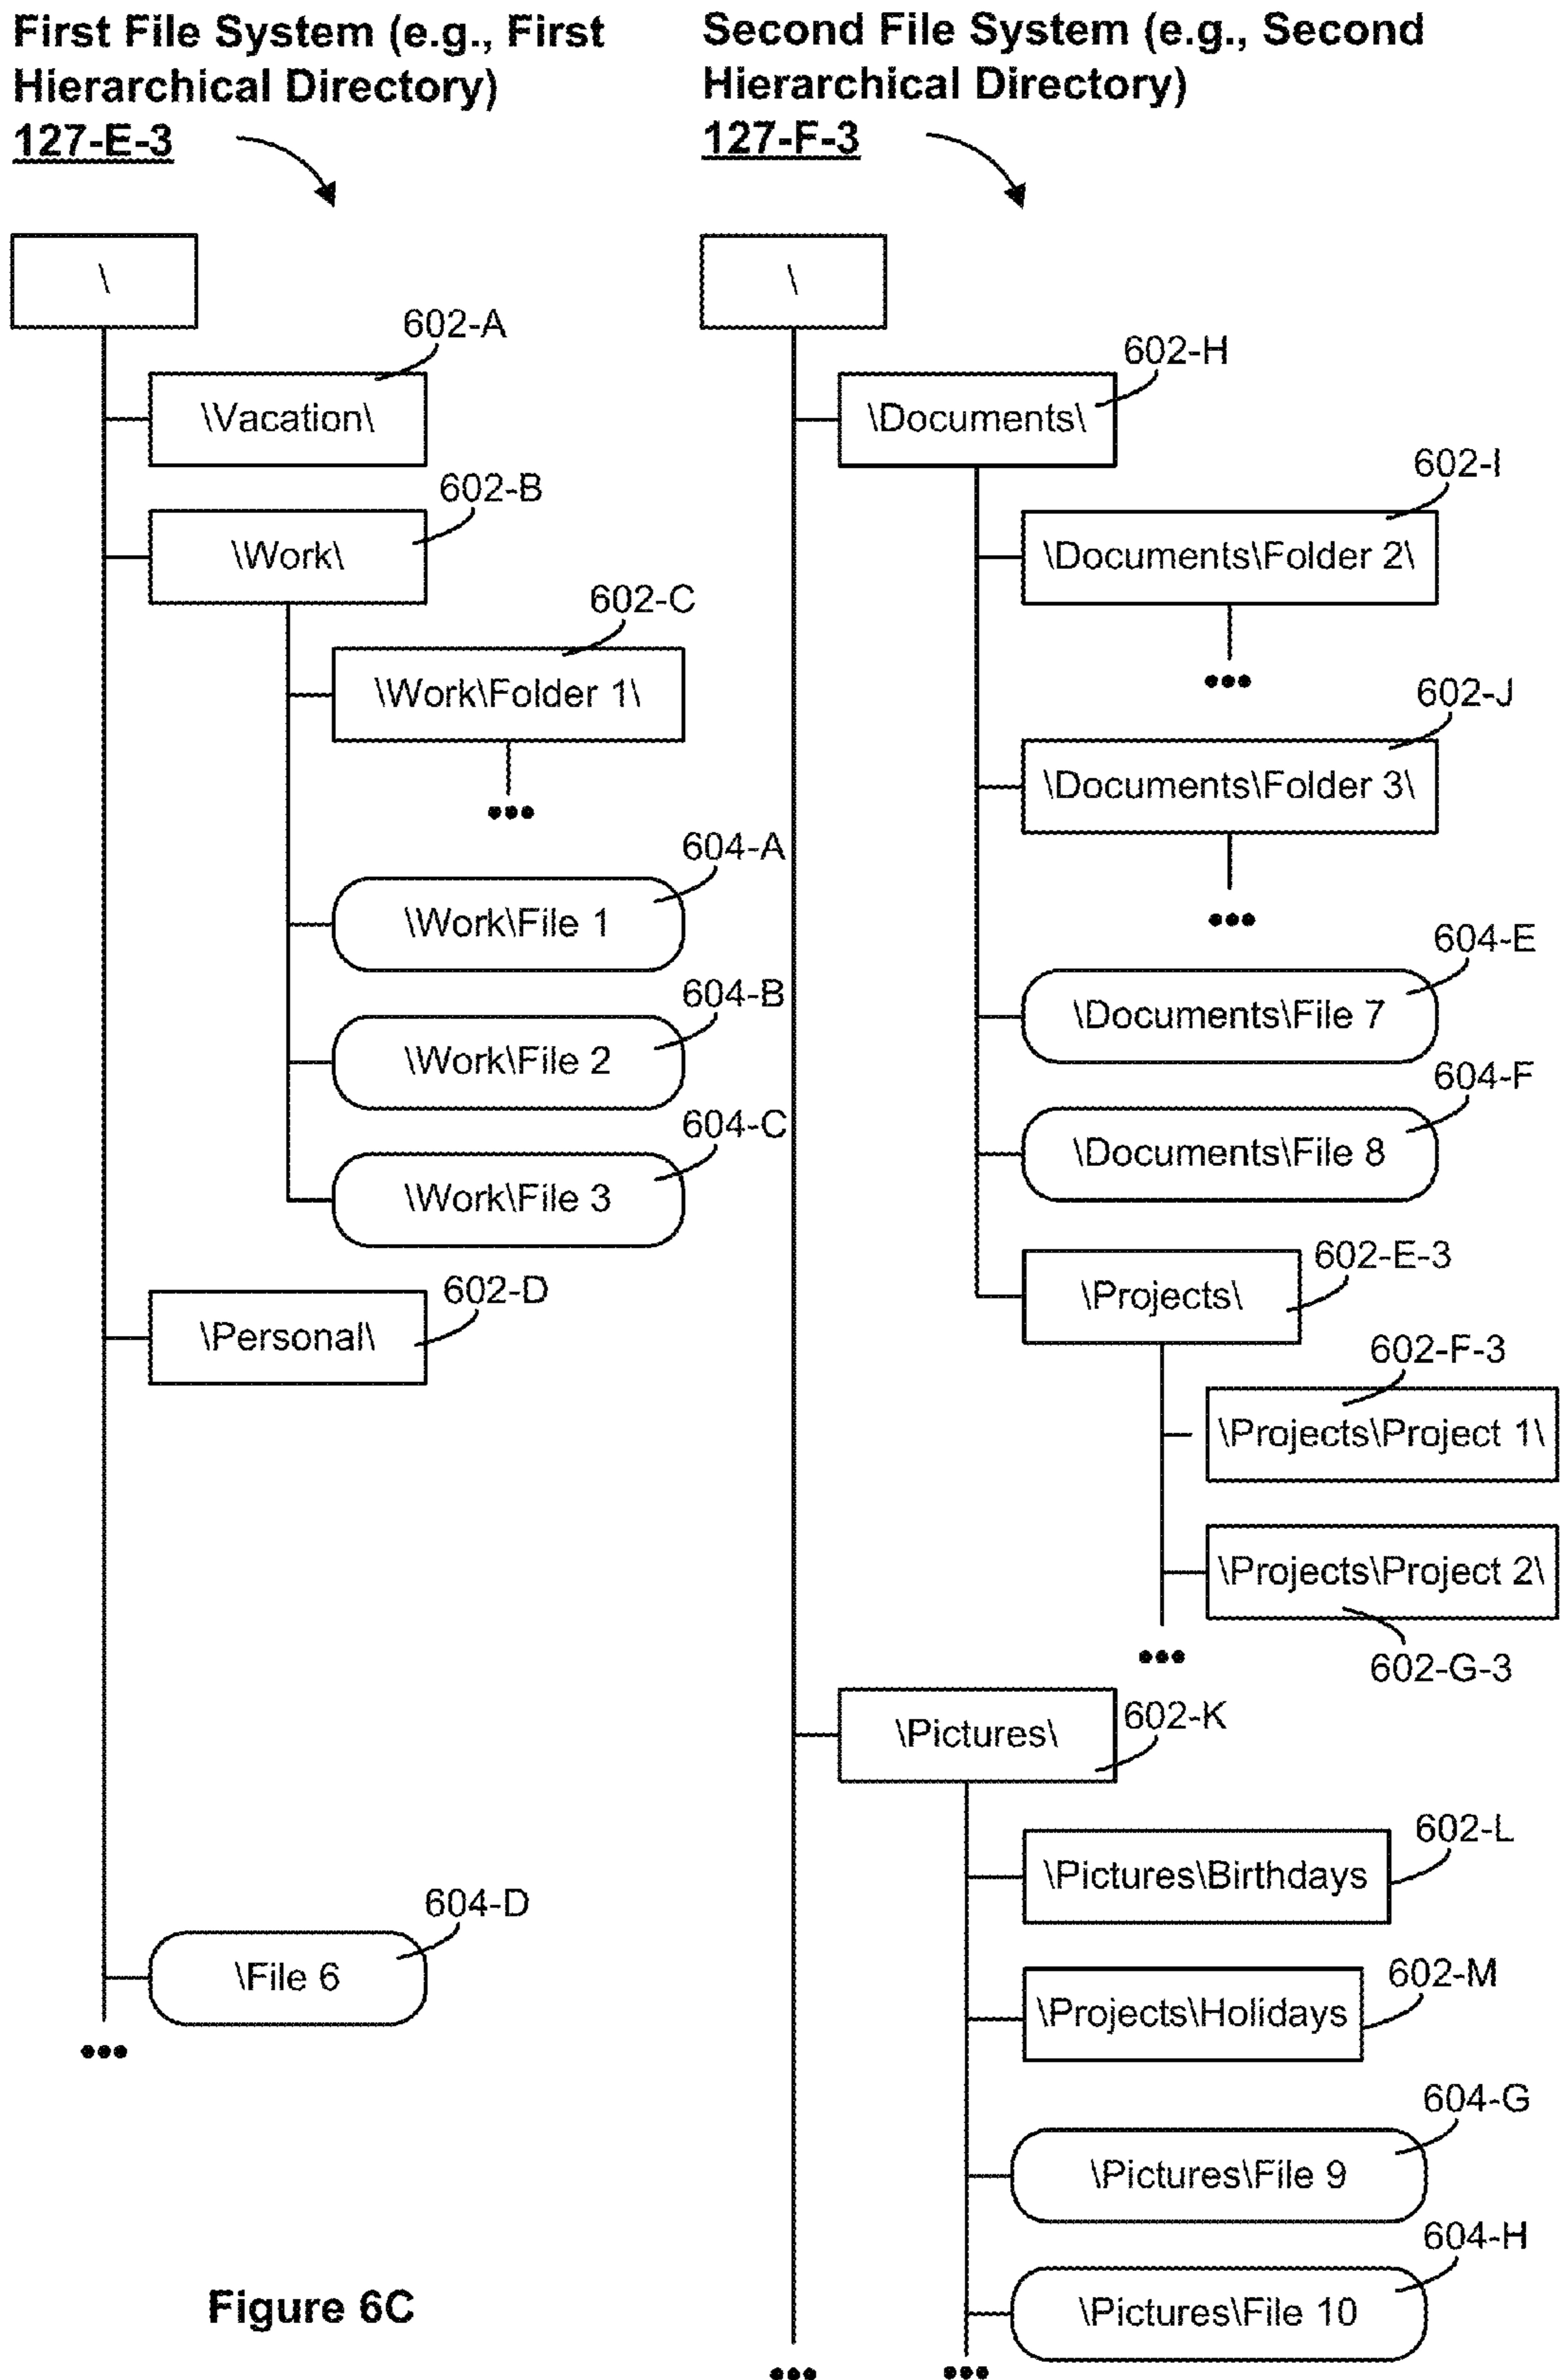 First File System (e.g., First
Hierarchical Directory)
127-E-3
\
602-A
\Vacation\
602-B
\Work\
602-C
\Work\Folder 1\
•••
604-A
\Work\File 1
604-B
\Work\File 2
604-C
\Work\File 3
602-D
\Personal\
604-D
\File 6
•••
Second File System (e.g., Second
Hierarchical Directory)
127-F-3
\
602-H
\Documents\
602-I
\Documents\Folder 2\
•••
602-J
\Documents\Folder 3\
•••
604-E
\Documents\File 7
604-F
\Documents\File 8
602-E-3
\Projects\
602-F-3
\Projects\Project 1\
\Projects\Project 2\
602-G-3
•••
602-K
\Pictures\
602-L
\Pictures\Birthdays
602-M
\Projects\Holidays
604-G
\Pictures\File 9
604-H
\Pictures\File 10
•••
•••
Figure 6C